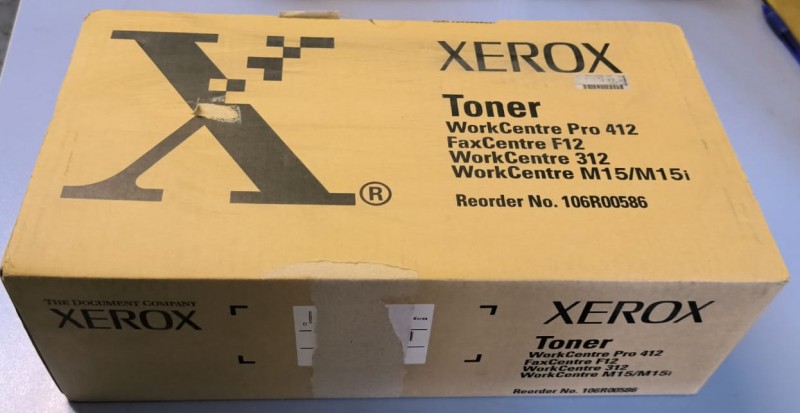 XEROX
Toner
WorkCentre Pro 412
FaxCentre F12
WorkCentre 312
WorkCentre M15/M15i
Reorder No. 106R00586
X
®
THE DOCUMENT COMPANY
XEROX
XEROX
Toner
WorkCentre Pro 412
FaxCentre F12
WorkCentre 312
WorkCentre M15/M15i
Reorder No. 106R00586